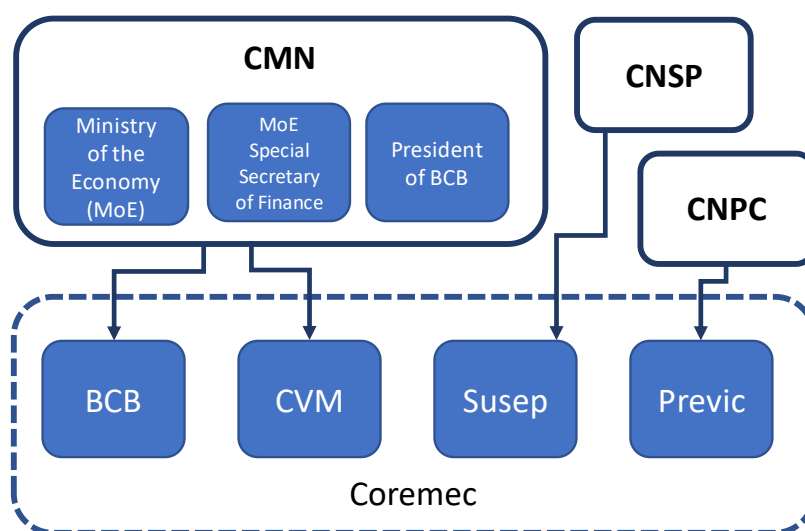 CMN
Ministry
of the
Economy
(MoE)
MoE
Special
Secretary
of Finance
President
of BCB
CNSP
CNPC
BCB
CVM
Susep
Previc
Coremec